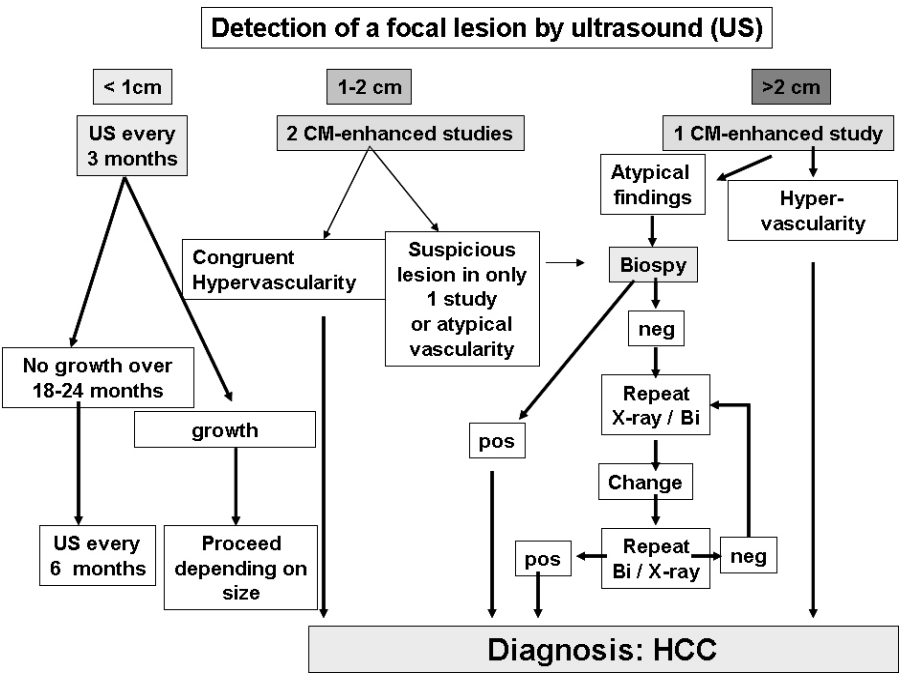 Detection of a focal lesion by ultrasound (US)
< 1cm
1-2 cm
>2 cm
US every
3 months
2 CM-enhanced studies
1 CM-enhanced study
Atypical
findings
Hyper-
vascularity
Congruent
Hypervascularity
Suspicious
lesion in only
1 study
or atypical
vascularity
Biospy
neg
No growth over
18-24 months
Repeat
X-ray / Bi
growth
pos
Change
US every
6 months
Proceed
depending on
size
pos
Repeat
Bi / X-ray
neg
Diagnosis: HCC